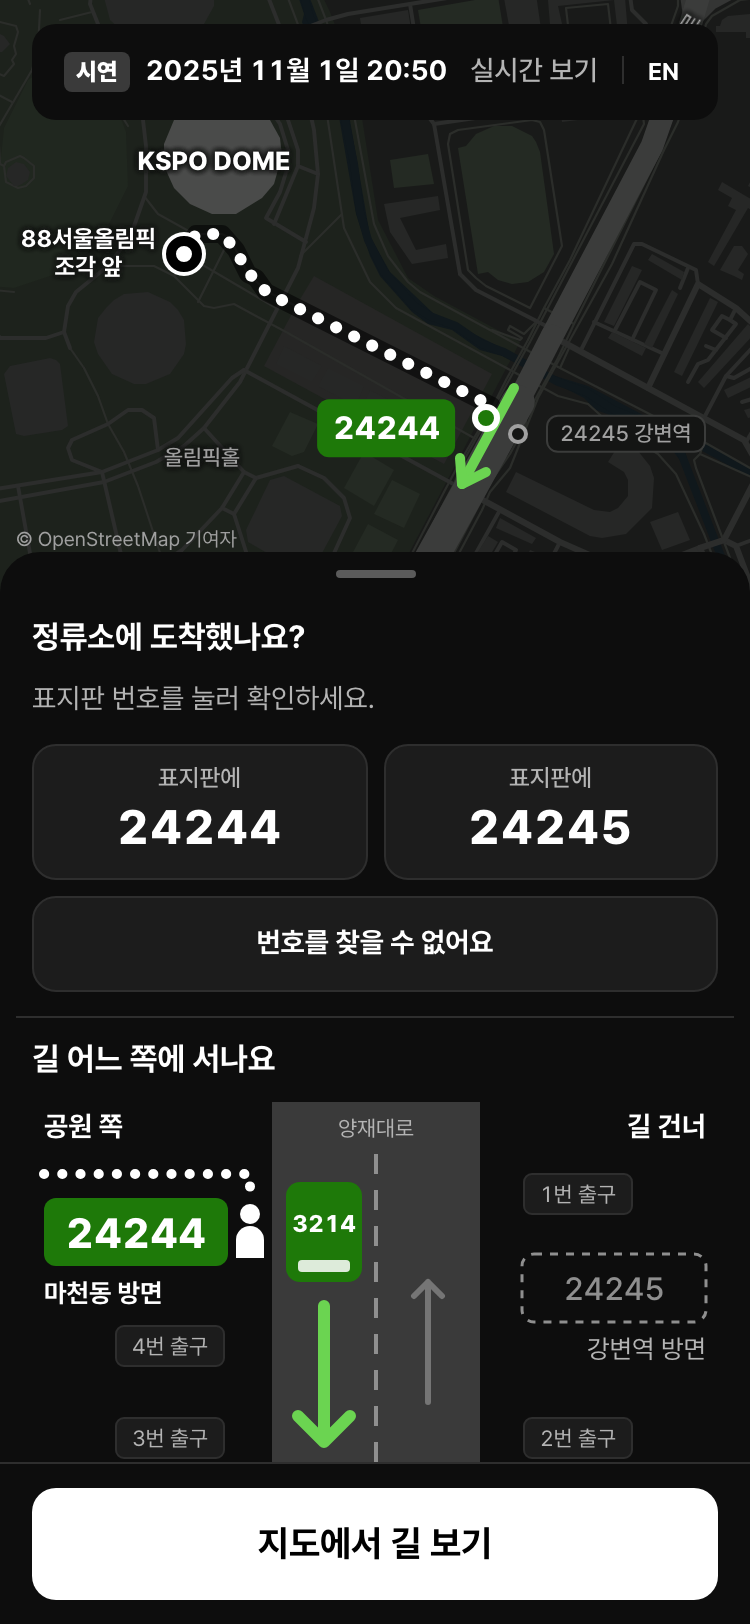 시연 2025년 11월 1일 20:50 실시간 보기 EN
KSPO DOME
88서울올림픽
조각 앞
24244
24245 강변역
올림픽홀
© OpenStreetMap 기여자
정류소에 도착했나요?
표지판 번호를 눌러 확인하세요.
표지판에
24244
표지판에
24245
번호를 찾을 수 없어요
길 어느 쪽에 서나요
공원 쪽
양재대로
길 건너
1번 출구
24244
3214
24245
마천동 방면
강변역 방면
4번 출구
3번 출구
2번 출구
지도에서 길 보기